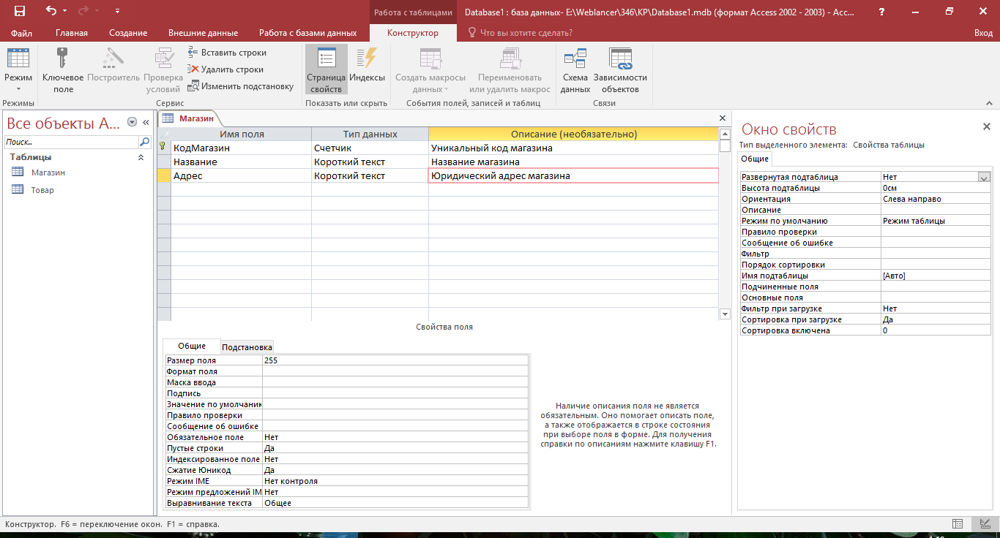 Работа с таблицами
Database1 : база данных- E:\Weblancer\346\KP\Database1.mdb (формат Access 2002 - 2003) - Acc...
?
Файл Главная Создание Внешние данные Работа с базами данных Конструктор Что вы хотите сделать? Вход
Режим
Режимы
Ключевое поле
Построитель
Проверка условий
Вставить строки
Удалить строки
Изменить подстановку
Сервис
Страница свойств
Индексы
Показать или скрыть
Создать макросы данных
Переименовать или удалить макрос
События полей, записей и таблиц
Схема данных
Зависимости объектов
Связи
Все объекты A...
Поиск...
Таблицы
Магазин
Товар
Магазин
Имя поля Тип данных Описание (необязательно)
КодМагазин Счетчик Уникальный код магазина
Название Короткий текст Название магазина
Адрес Короткий текст Юридический адрес магазина
Свойства поля
Общие Подстановка
Размер поля 255
Формат поля
Маска ввода
Подпись
Значение по умолчани
Правило проверки
Сообщение об ошибке
Обязательное поле Нет
Пустые строки Да
Индексированное поле Нет
Сжатие Юникод Да
Режим IME Нет контроля
Режим предложений IM Нет
Выравнивание текста Общее
Наличие описания поля не является
обязательным. Оно помогает описать поле,
а также отображается в строке состояния
при выборе поля в форме. Для получения
справки по описаниям нажмите клавишу F1.
Окно свойств
Тип выделенного элемента: Свойства таблицы
Общие
Развернутая подтаблица Нет
Высота подтаблицы 0см
Ориентация Слева направо
Описание
Режим по умолчанию Режим таблицы
Правило проверки
Сообщение об ошибке
Фильтр
Порядок сортировки
Имя подтаблицы [Авто]
Подчиненные поля
Основные поля
Фильтр при загрузке Нет
Сортировка при загрузке Да
Сортировка включена 0
Конструктор. F6 = переключение окон. F1 = справка.